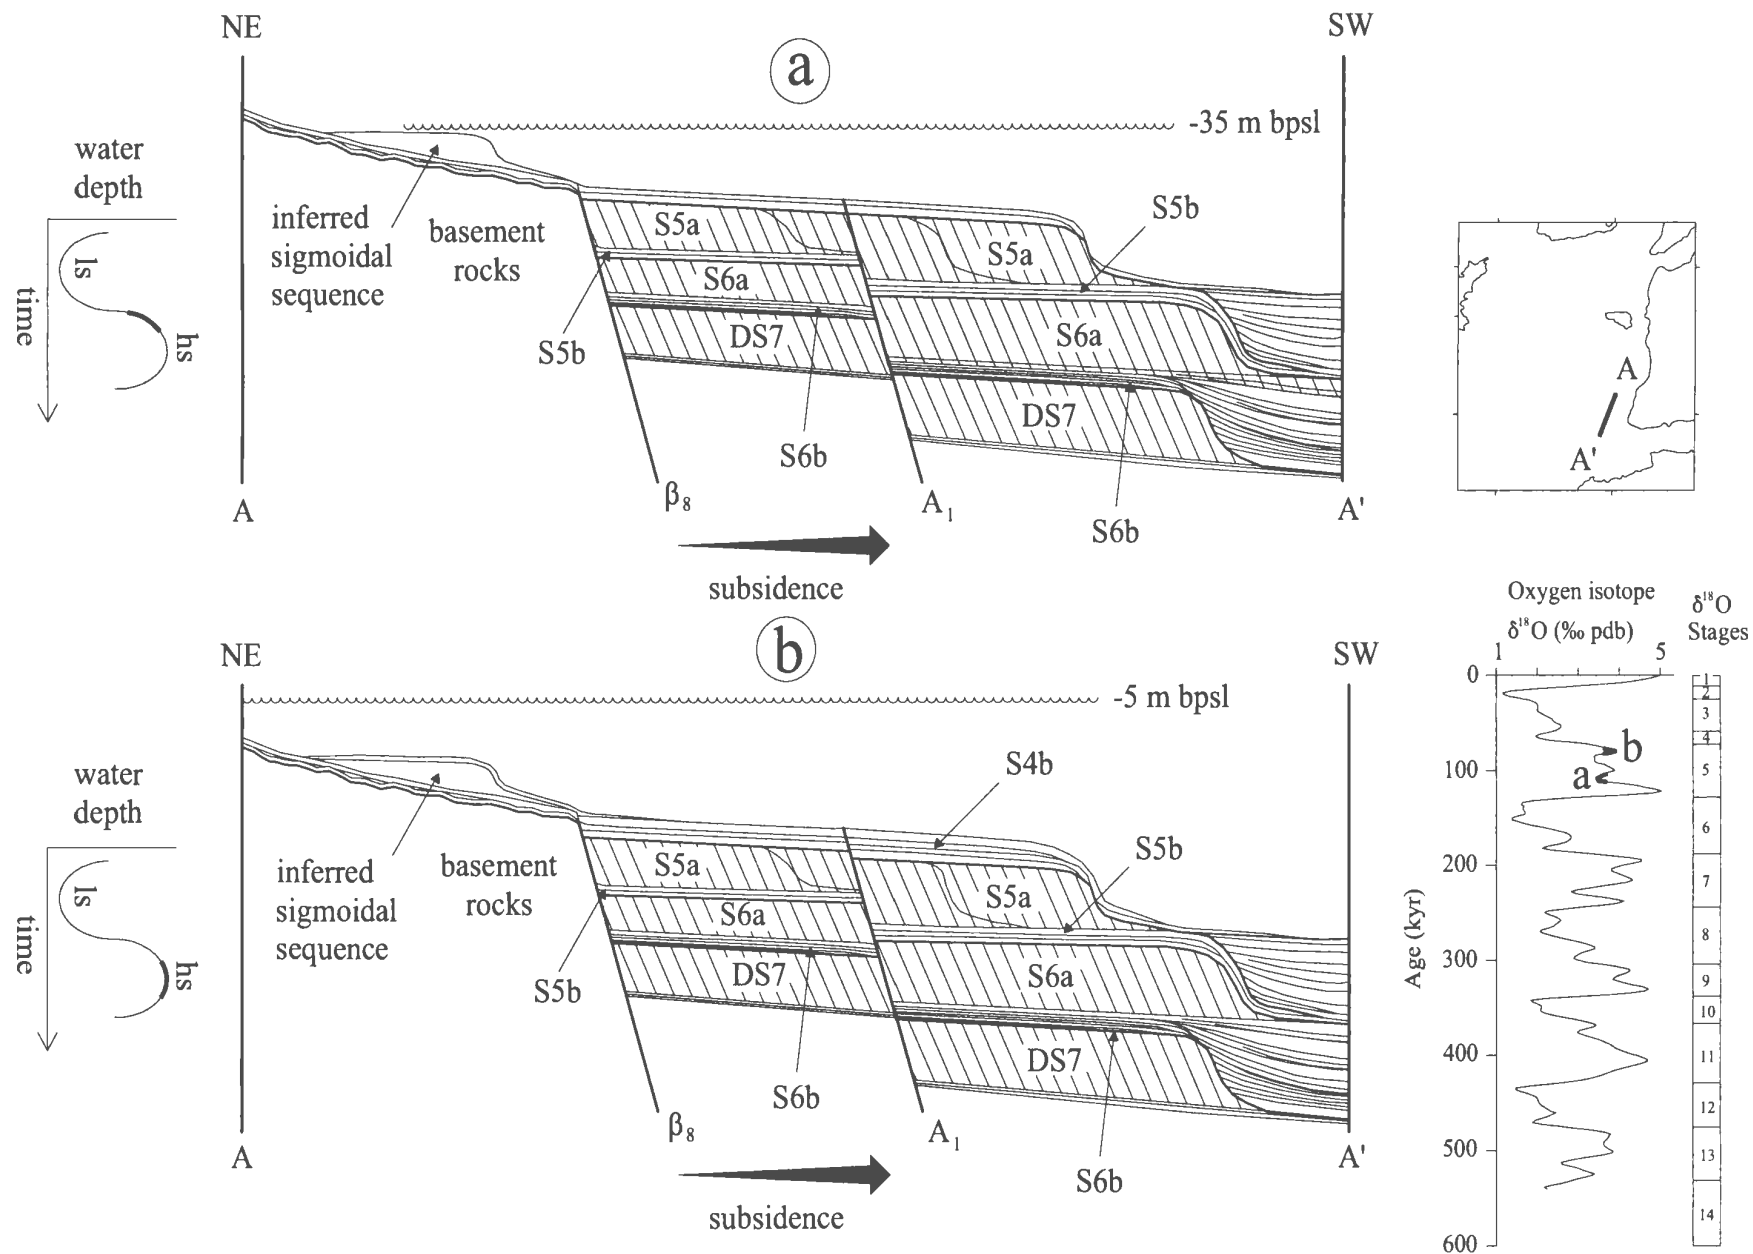 NE
SW
a
-35 m bpsl
water
depth
ls
hs
time
inferred
sigmoidal
sequence
basement
rocks
S5a
S5a
S5b
S6a
S6a
S5b
DS7
DS7
S6b
S6b
A
β₈
A₁
A'
subsidence
A
A'
NE
SW
b
-5 m bpsl
water
depth
ls
hs
time
inferred
sigmoidal
sequence
basement
rocks
S4b
S5b
S5a
S5a
S6a
S6a
S5b
DS7
DS7
S6b
S6b
A
β₈
A₁
A'
subsidence
Oxygen isotope
δ¹⁸O (‰ pdb)
1
5
δ¹⁸O
Stages
Age (kyr)
0
100
200
300
400
500
600
b
a
1
2
3
4
5
6
7
8
9
10
11
12
13
14